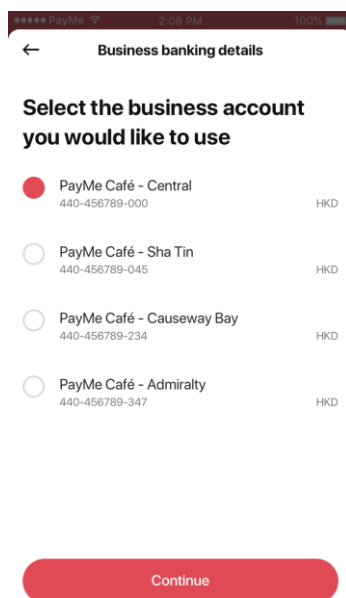 ●●●●● PayMe 2:08 PM 100%
Business banking details
Select the business account
you would like to use
PayMe Café - Central
440-456789-000 HKD
PayMe Café - Sha Tin
440-456789-045 HKD
PayMe Café - Causeway Bay
440-456789-234 HKD
PayMe Café - Admiralty
440-456789-347 HKD
Continue